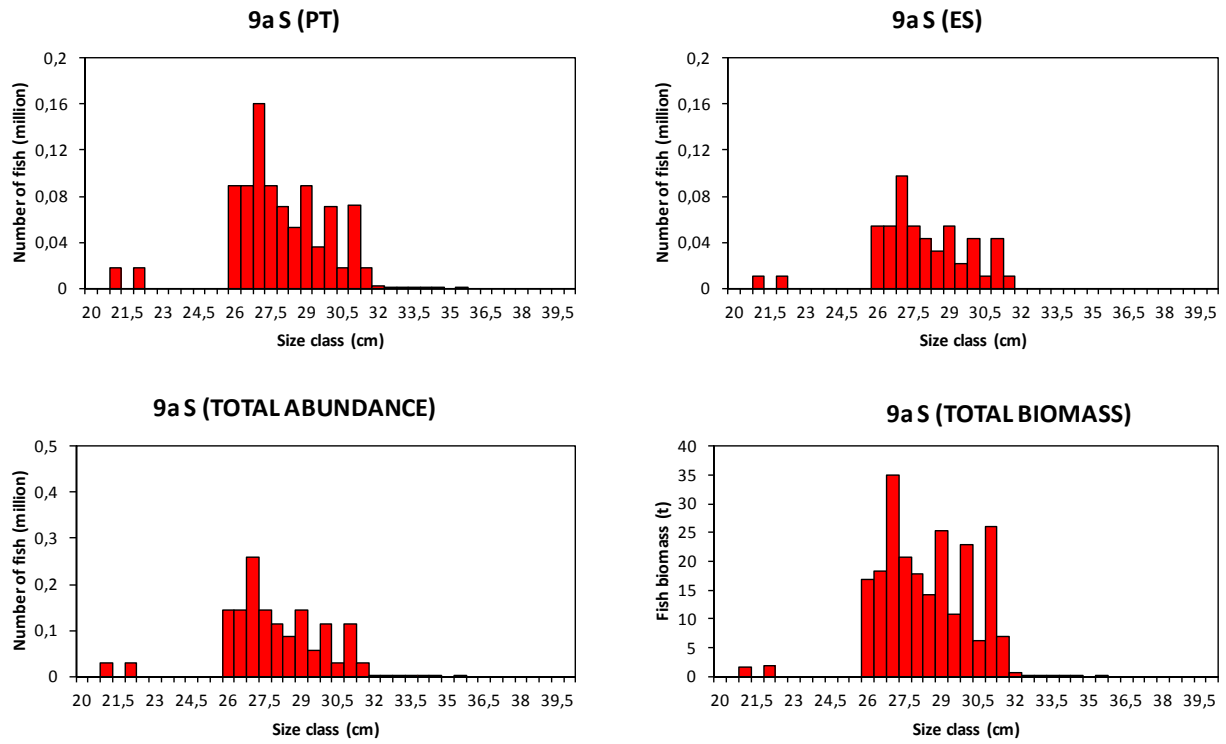 9a S (PT)
0,2
0,16
0,12
0,08
0,04
0
Number of fish (million)
20 21,5 23 24,5 26 27,5 29 30,5 32 33,5 35 36,5 38 39,5
Size class (cm)
9a S (ES)
0,2
0,16
0,12
0,08
0,04
0
Number of fish (million)
20 21,5 23 24,5 26 27,5 29 30,5 32 33,5 35 36,5 38 39,5
Size class (cm)
9a S (TOTAL ABUNDANCE)
0,5
0,4
0,3
0,2
0,1
0
Number of fish (million)
20 21,5 23 24,5 26 27,5 29 30,5 32 33,5 35 36,5 38 39,5
Size class (cm)
9a S (TOTAL BIOMASS)
40
35
30
25
20
15
10
5
0
Fish biomass (t)
20 21,5 23 24,5 26 27,5 29 30,5 32 33,5 35 36,5 38 39,5
Size class (cm)